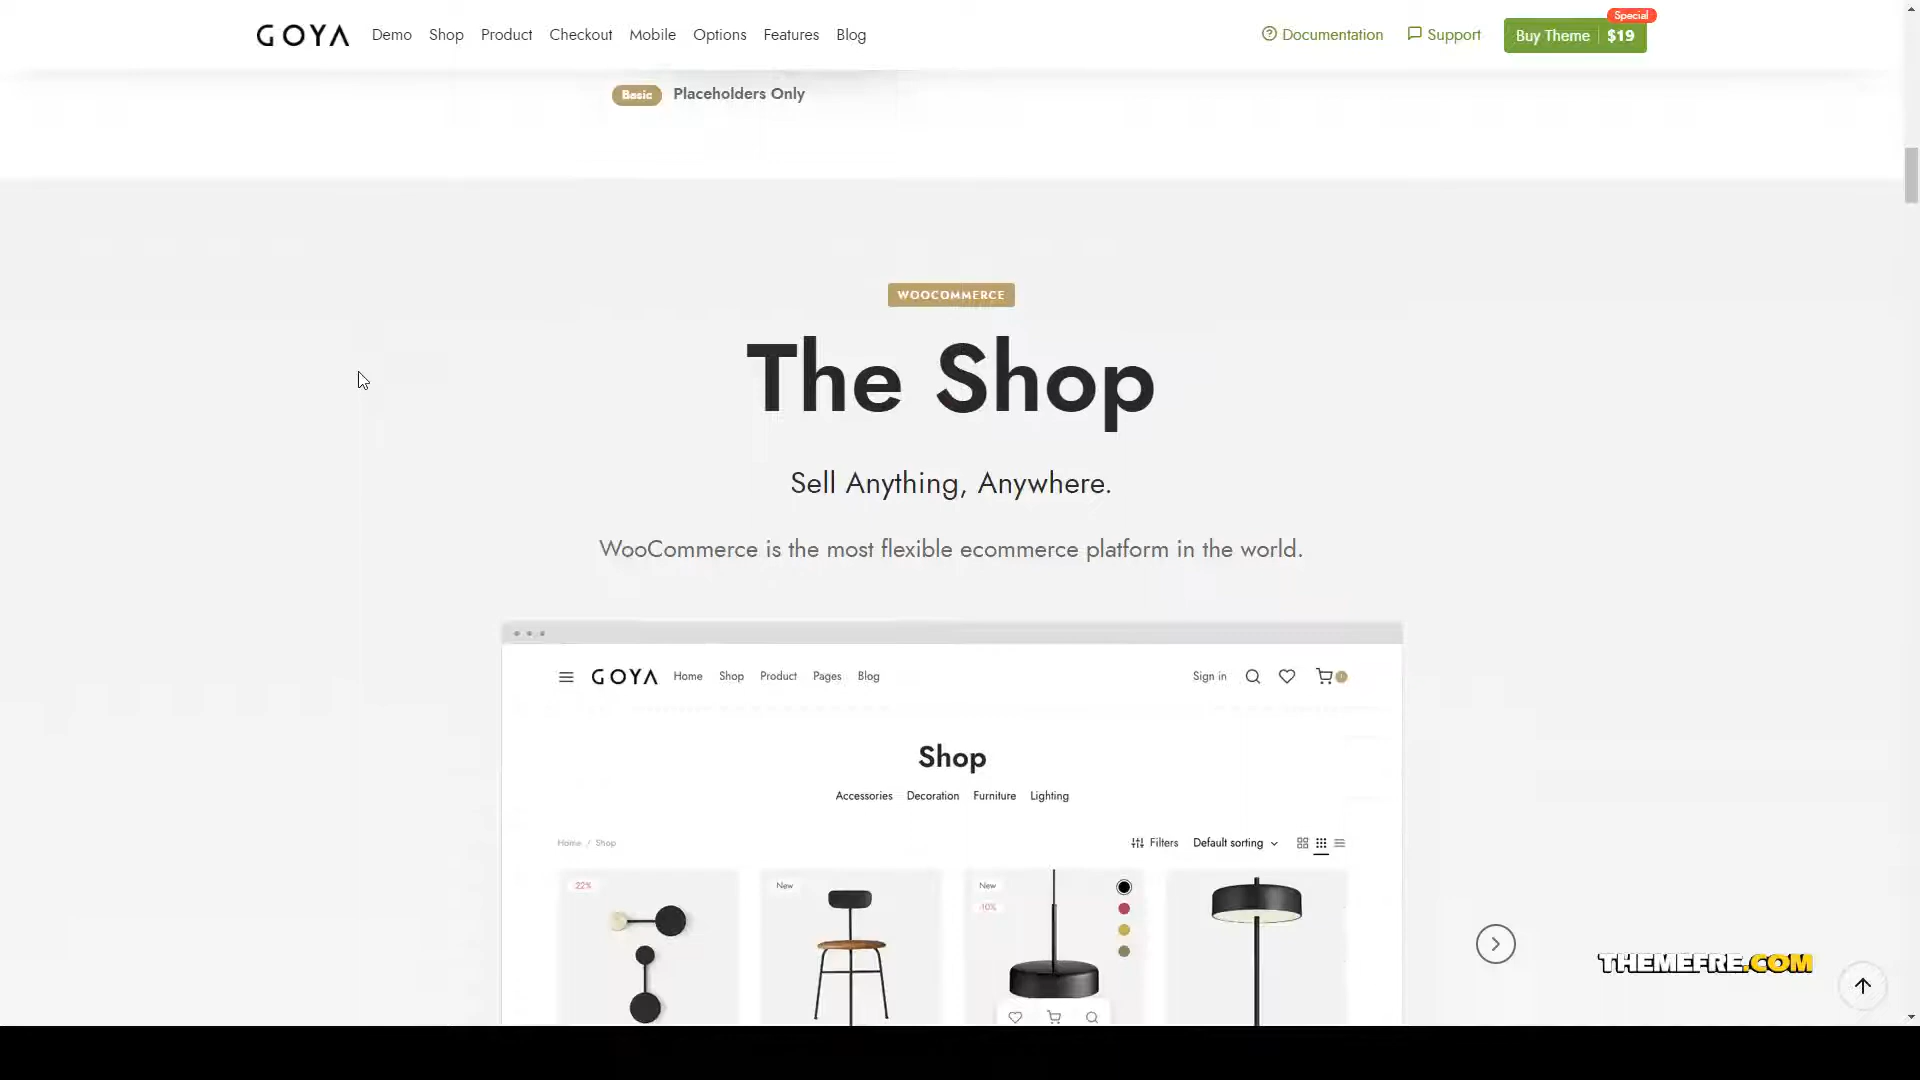 GOYA Demo Shop Product Checkout Mobile Options Features Blog Documentation Support Buy Theme $19 Special
Basic Placeholders Only
WOOCOMMERCE
The Shop
Sell Anything, Anywhere.
WooCommerce is the most flexible ecommerce platform in the world.
GOYA Home Shop Product Pages Blog Sign in
Shop
Accessories Decoration Furniture Lighting
Home / Shop Filters Default sorting
22% New New
10%
THEMEFRE.COM